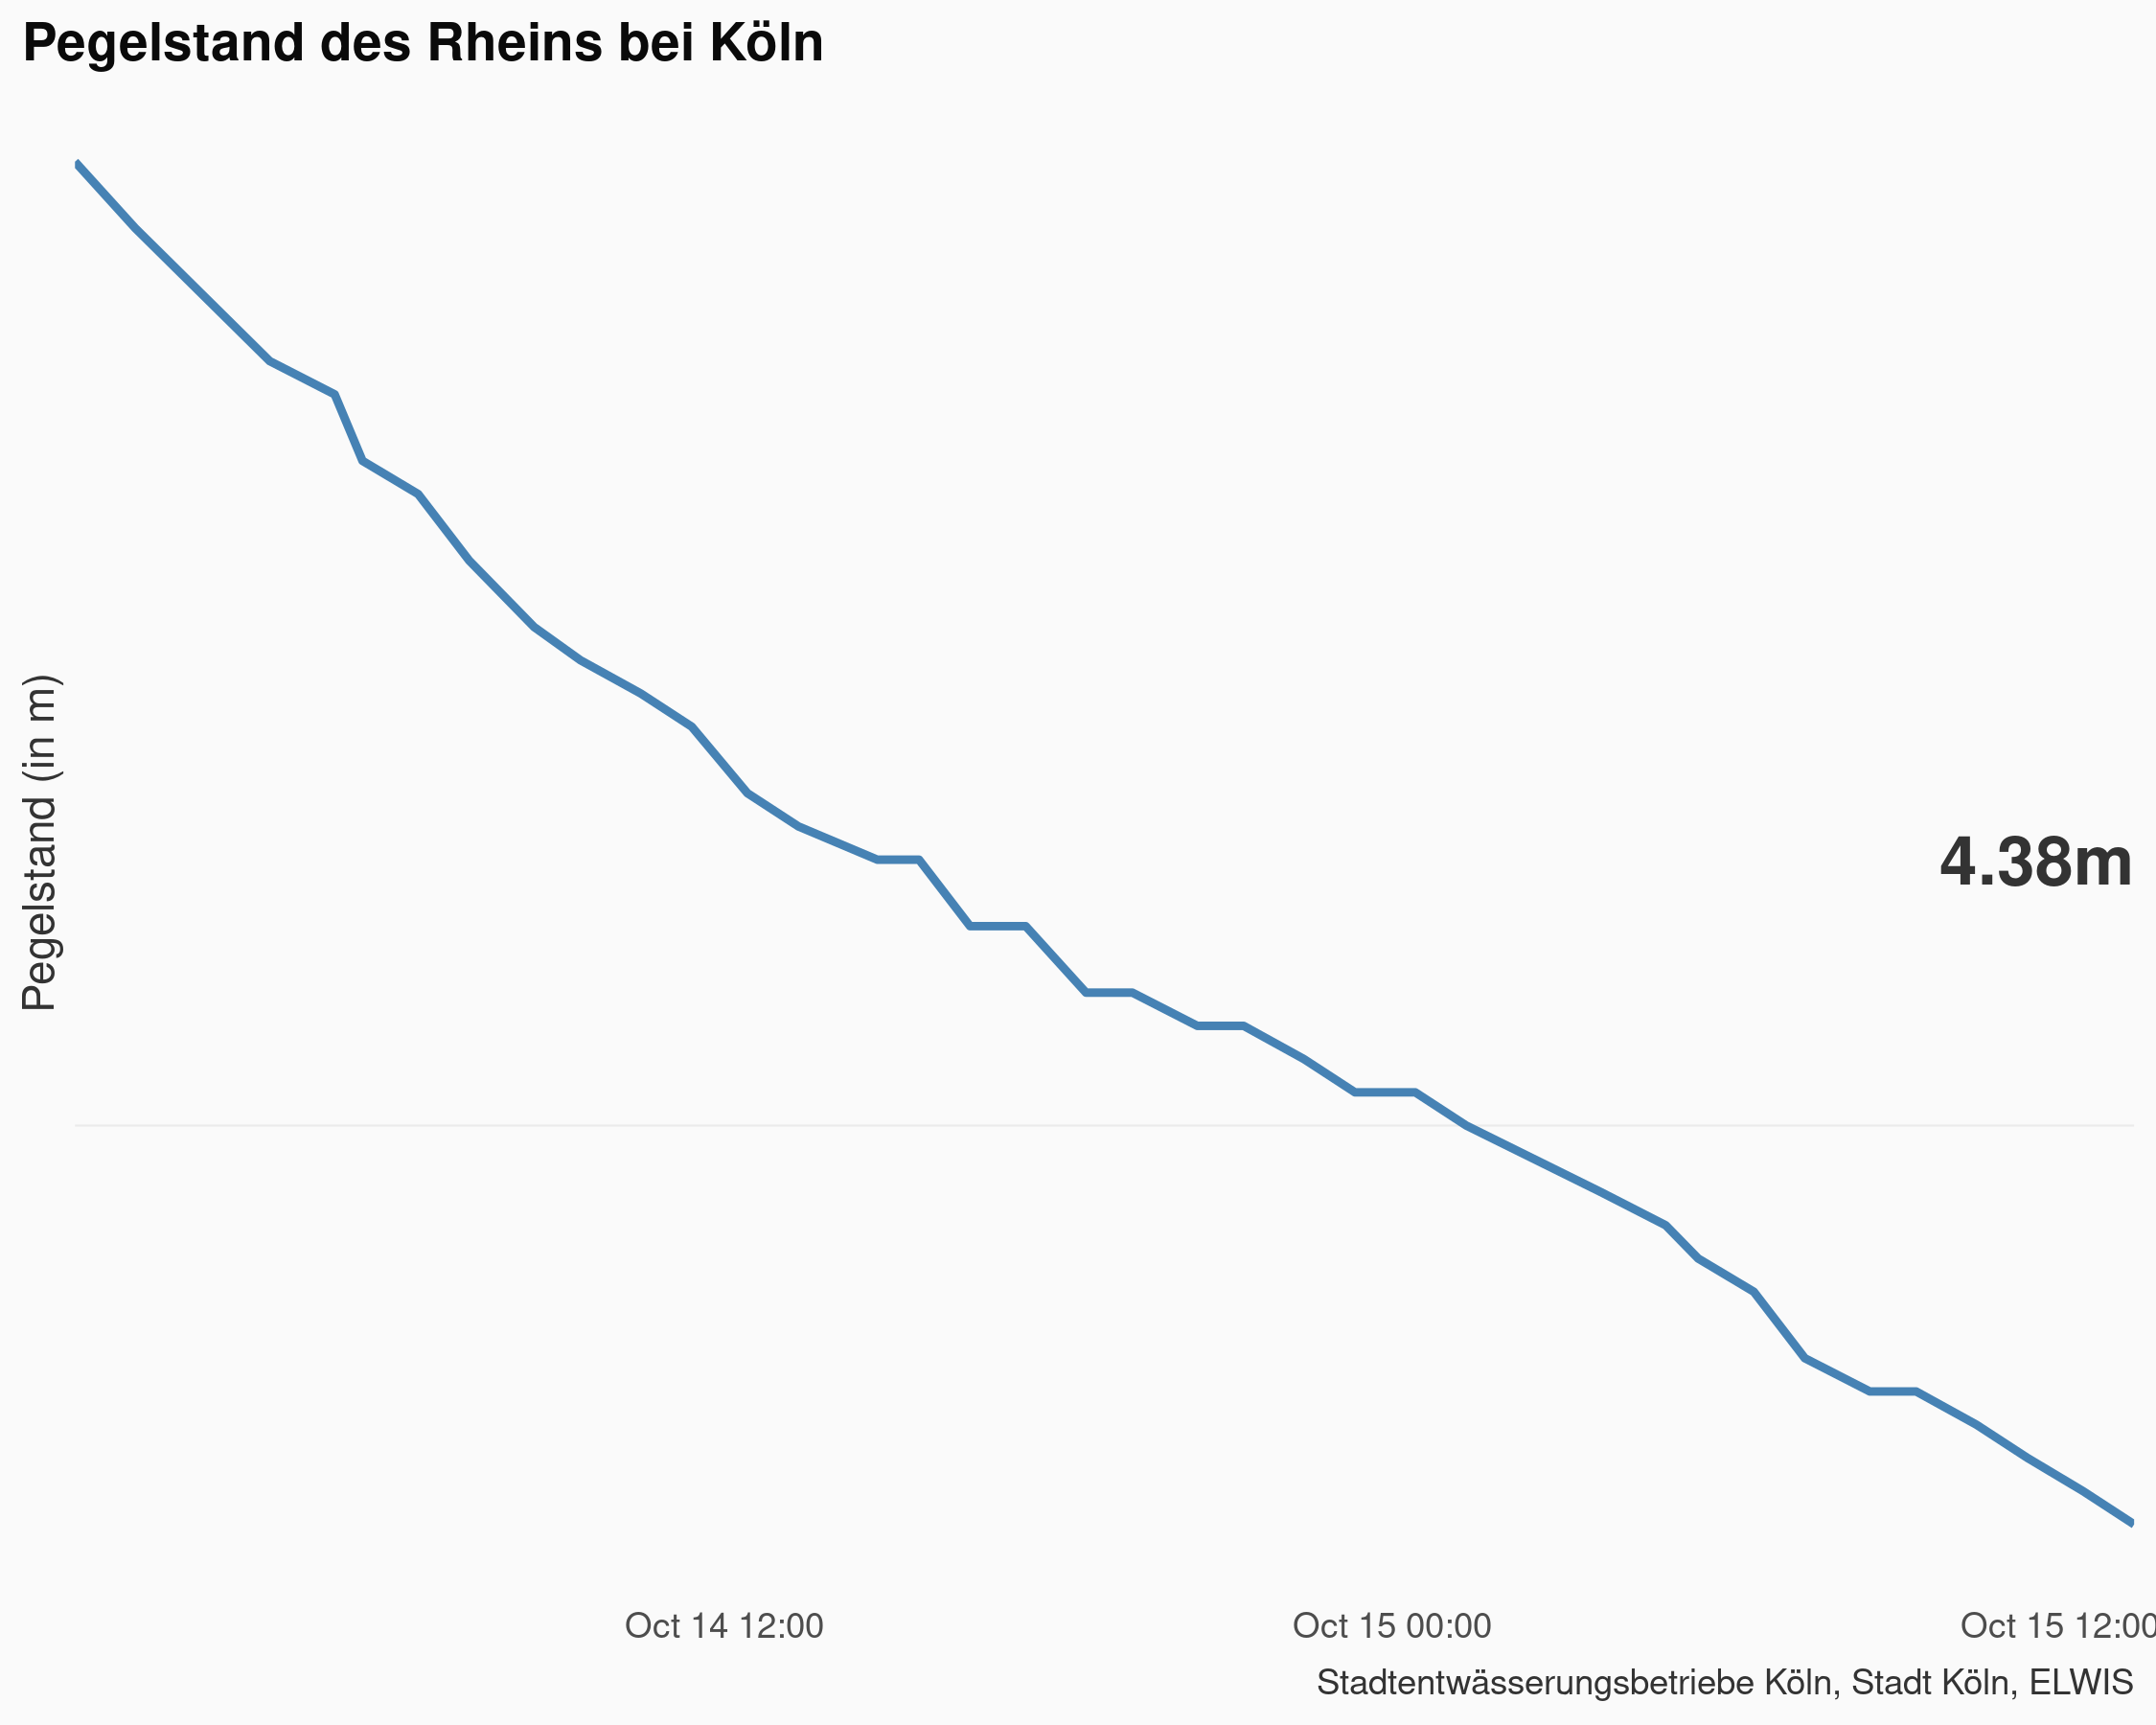 Pegelstand des Rheins bei Köln
Pegelstand (in m)
4.38m
Oct 14 12:00
Oct 15 00:00
Oct 15 12:00
Stadtentwässerungsbetriebe Köln, Stadt Köln, ELWIS